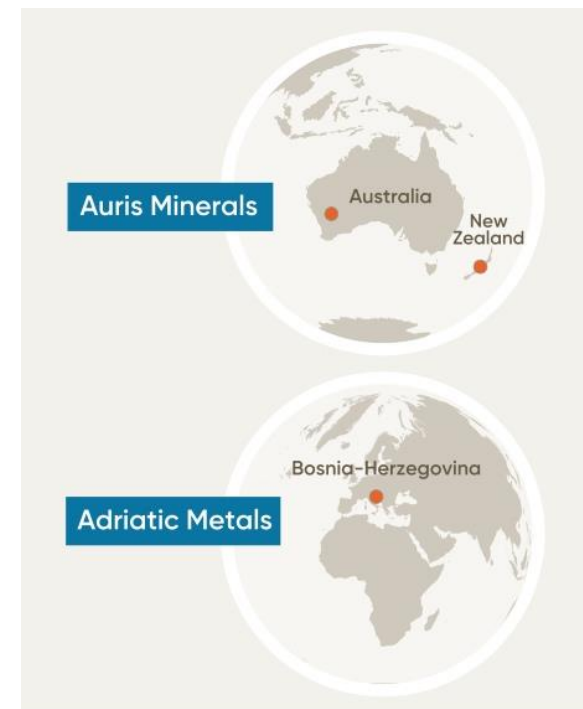 Auris Minerals
Australia
New
Zealand
Bosnia-Herzegovina
Adriatic Metals